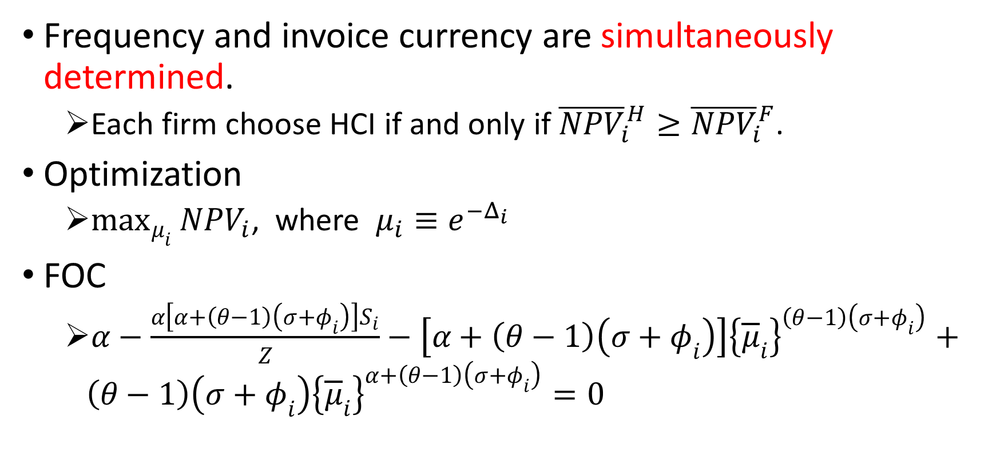 • Frequency and invoice currency are simultaneously
determined.
➢Each firm choose HCI if and only if $\overline{NPV}_i^H \geq \overline{NPV}_i^F$.
• Optimization
➢$\max_{\mu_i} NPV_i$, where $\mu_i \equiv e^{-\Delta_i}$
• FOC
➢$\alpha - \frac{\alpha[\alpha+(\theta-1)(\sigma+\phi_i)]S_i}{Z} - [\alpha + (\theta - 1)(\sigma + \phi_i)]\{\overline{\mu}_i\}^{(\theta-1)(\sigma+\phi_i)} +$
$(\theta - 1)(\sigma + \phi_i)\{\overline{\mu}_i\}^{\alpha+(\theta-1)(\sigma+\phi_i)} = 0$